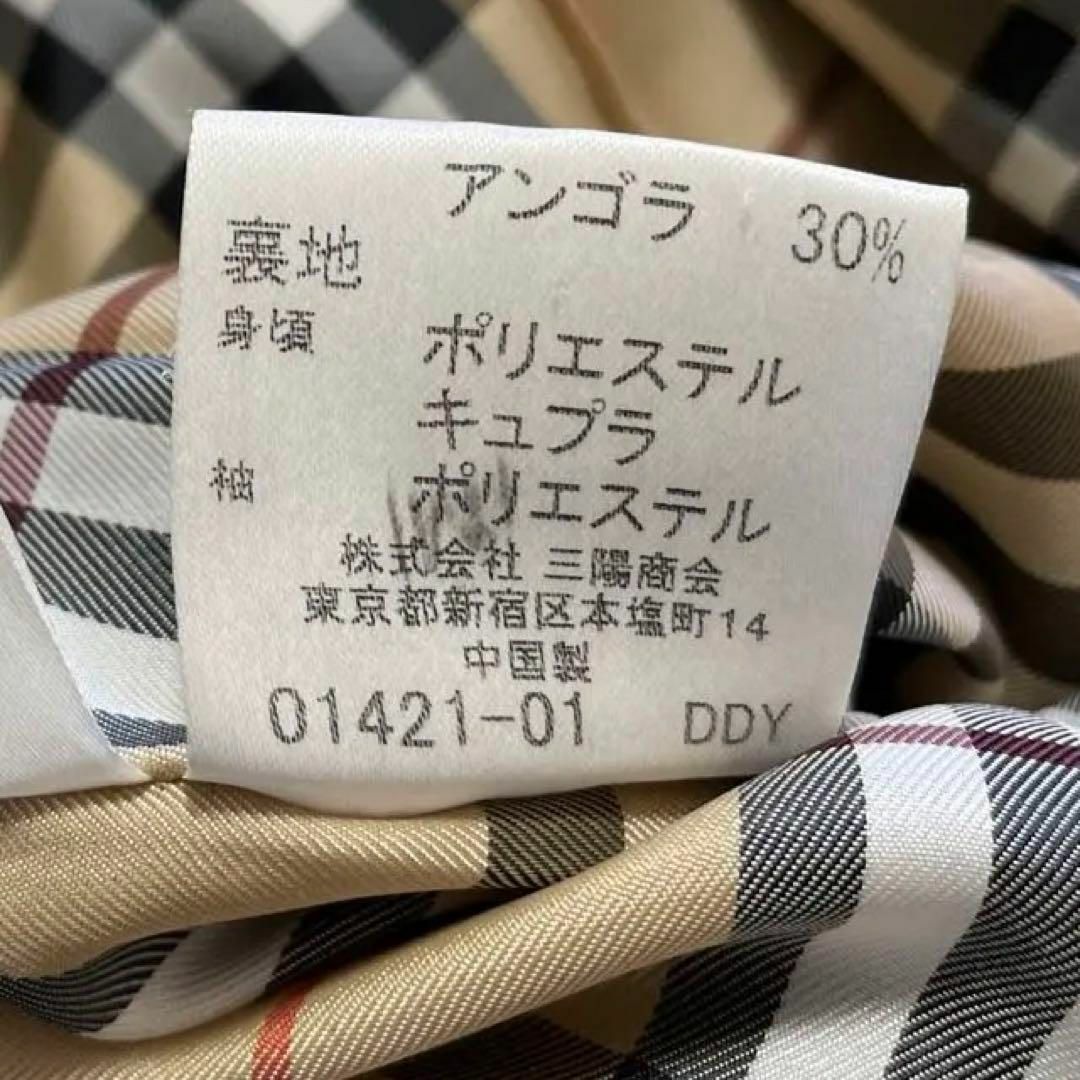 アンゴラ 30%
裏地
身頃 ポリエステル
キュプラ
袖 ポリエステル
株式会社 三陽商会
東京都新宿区本塩町14
中国製
01421-01 DDY